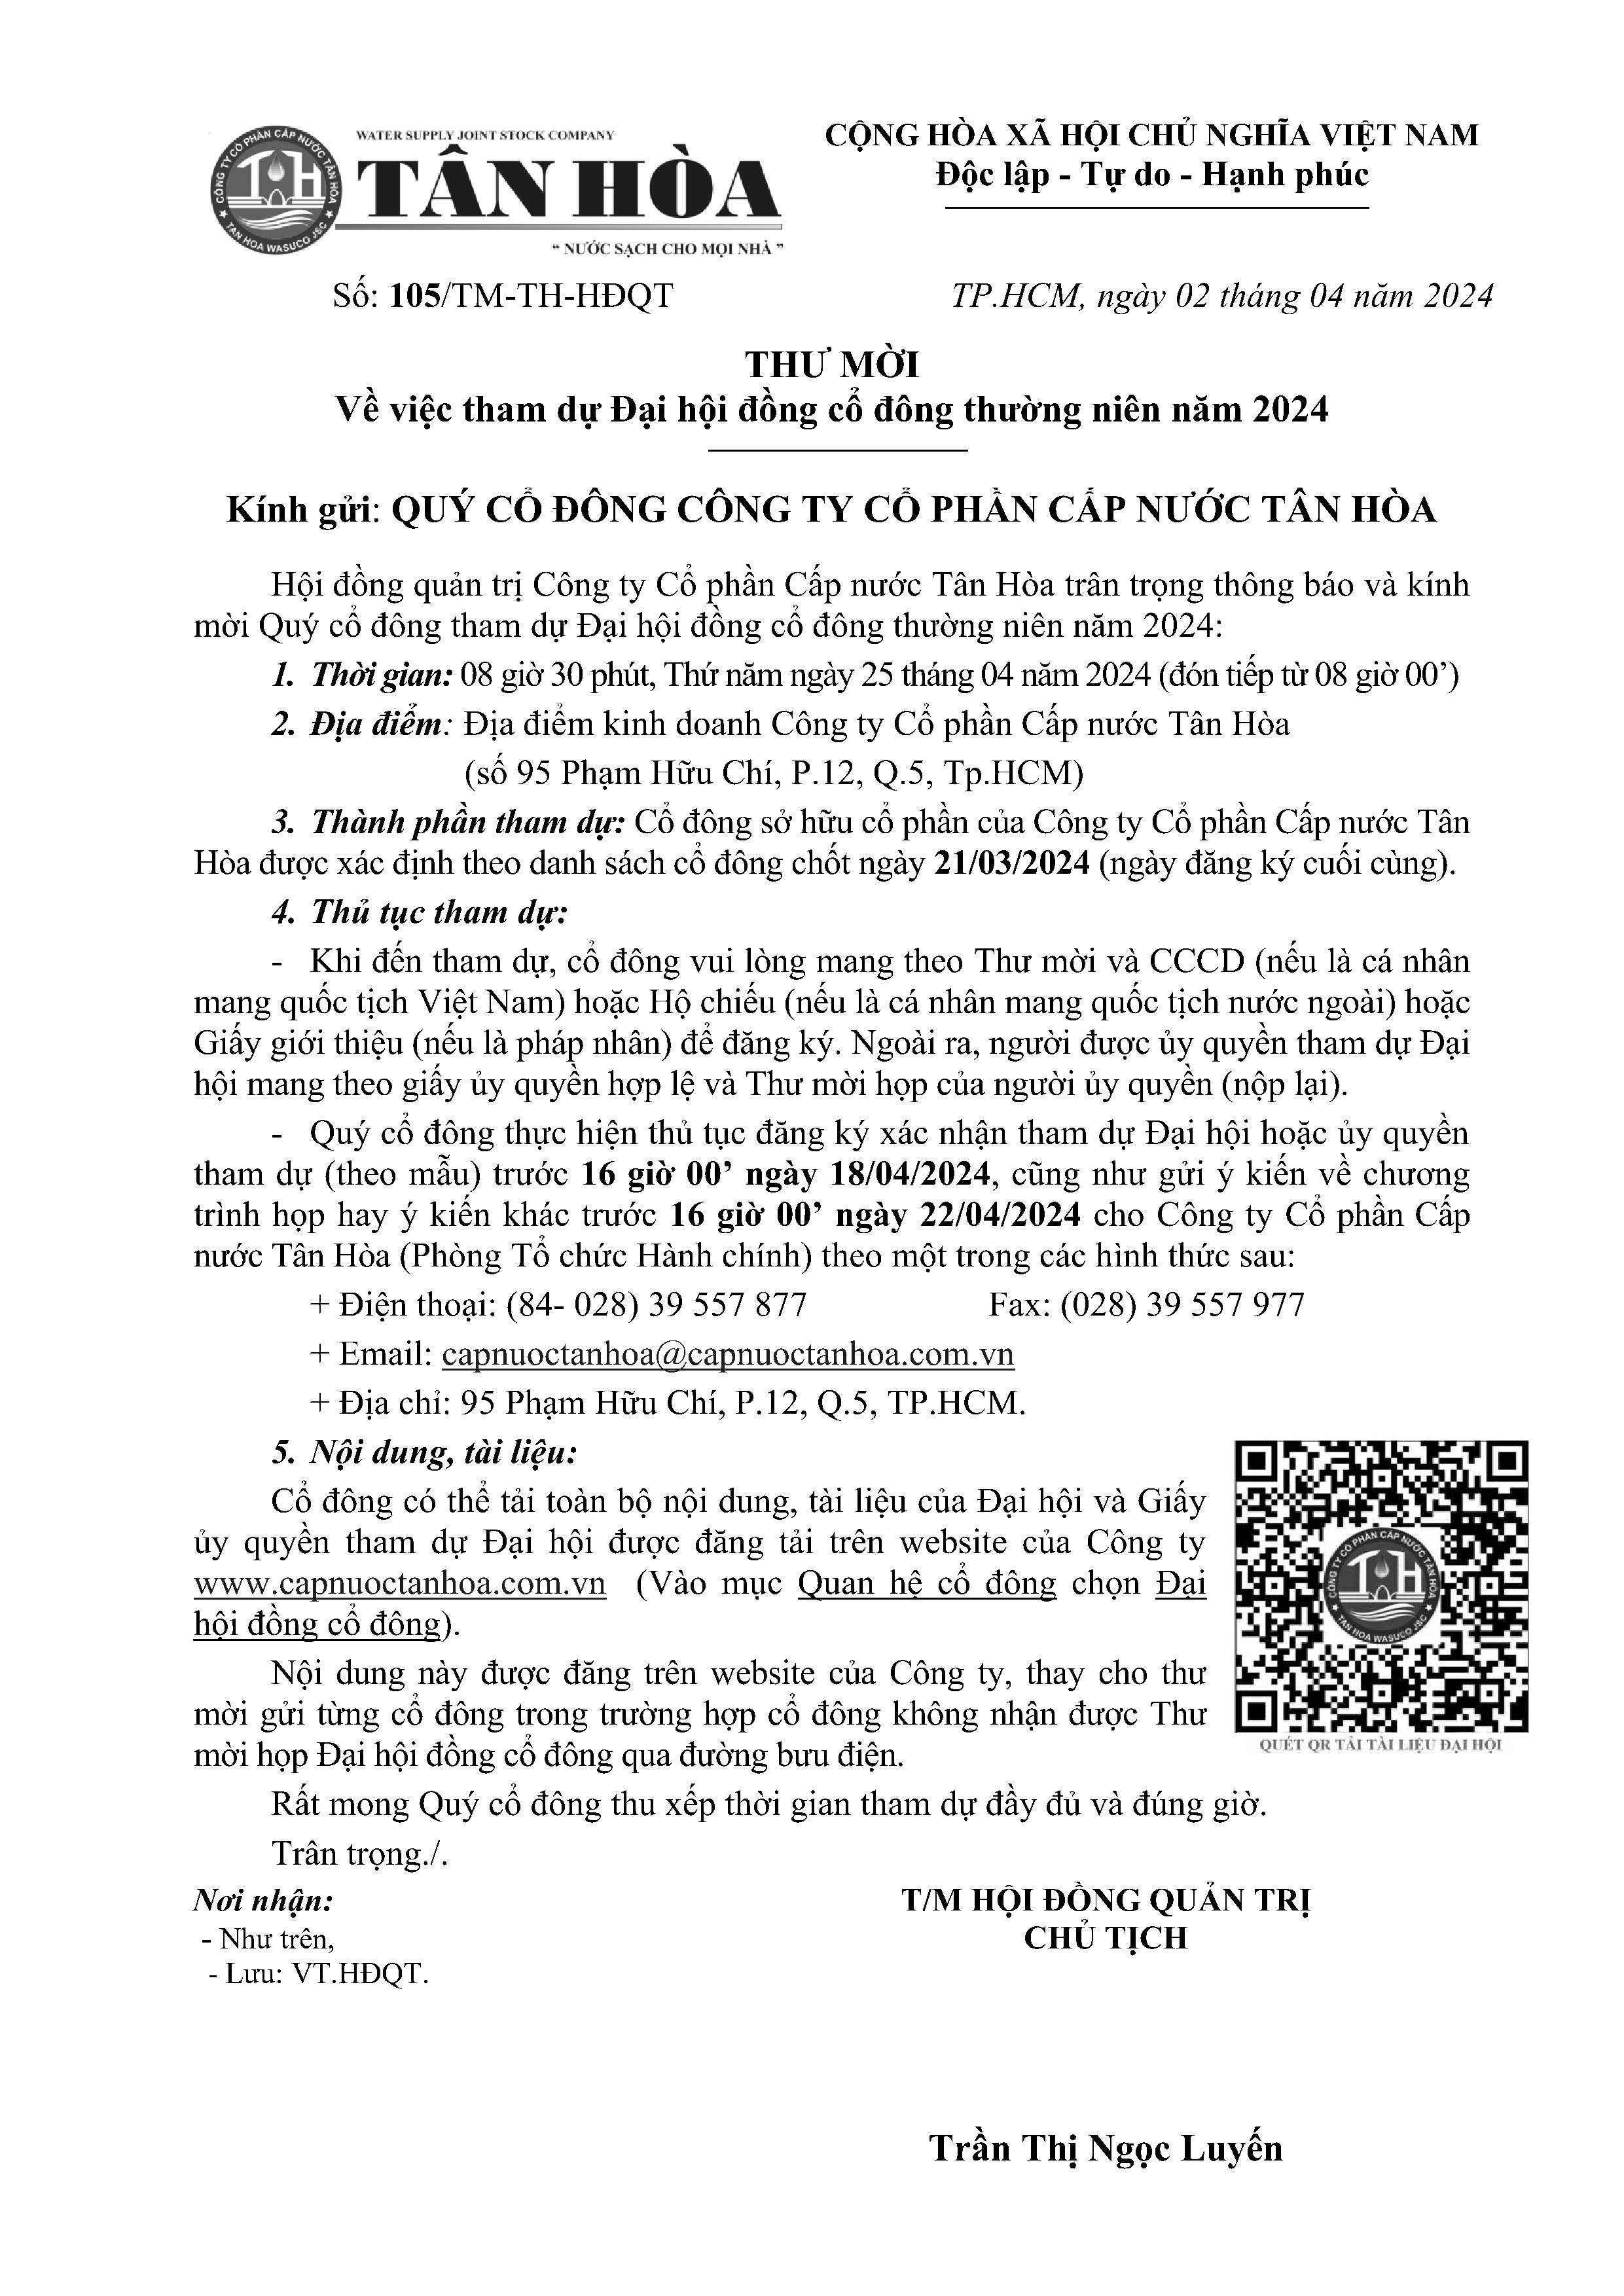 CÔNG TY CỔ PHẦN CẤP NƯỚC TÂN HÒA
TH
TAN HOA WASUCO JSC
WATER SUPPLY JOINT STOCK COMPANY
TÂN HÒA
“ NƯỚC SẠCH CHO MỌI NHÀ ”
CỘNG HÒA XÃ HỘI CHỦ NGHĨA VIỆT NAM
Độc lập - Tự do - Hạnh phúc
Số: 105/TM-TH-HĐQT
TP.HCM, ngày 02 tháng 04 năm 2024
THƯ MỜI
Về việc tham dự Đại hội đồng cổ đông thường niên năm 2024
Kính gửi: QUÝ CỔ ĐÔNG CÔNG TY CỔ PHẦN CẤP NƯỚC TÂN HÒA
Hội đồng quản trị Công ty Cổ phần Cấp nước Tân Hòa trân trọng thông báo và kính
mời Quý cổ đông tham dự Đại hội đồng cổ đông thường niên năm 2024:
1. Thời gian: 08 giờ 30 phút, Thứ năm ngày 25 tháng 04 năm 2024 (đón tiếp từ 08 giờ 00’)
2. Địa điểm: Địa điểm kinh doanh Công ty Cổ phần Cấp nước Tân Hòa
(số 95 Phạm Hữu Chí, P.12, Q.5, Tp.HCM)
3. Thành phần tham dự: Cổ đông sở hữu cổ phần của Công ty Cổ phần Cấp nước Tân
Hòa được xác định theo danh sách cổ đông chốt ngày 21/03/2024 (ngày đăng ký cuối cùng).
4. Thủ tục tham dự:
- Khi đến tham dự, cổ đông vui lòng mang theo Thư mời và CCCD (nếu là cá nhân
mang quốc tịch Việt Nam) hoặc Hộ chiếu (nếu là cá nhân mang quốc tịch nước ngoài) hoặc
Giấy giới thiệu (nếu là pháp nhân) để đăng ký. Ngoài ra, người được ủy quyền tham dự Đại
hội mang theo giấy ủy quyền hợp lệ và Thư mời họp của người ủy quyền (nộp lại).
- Quý cổ đông thực hiện thủ tục đăng ký xác nhận tham dự Đại hội hoặc ủy quyền
tham dự (theo mẫu) trước 16 giờ 00’ ngày 18/04/2024, cũng như gửi ý kiến về chương
trình họp hay ý kiến khác trước 16 giờ 00’ ngày 22/04/2024 cho Công ty Cổ phần Cấp
nước Tân Hòa (Phòng Tổ chức Hành chính) theo một trong các hình thức sau:
+ Điện thoại: (84- 028) 39 557 877 Fax: (028) 39 557 977
+ Email: capnuoctanhoa@capnuoctanhoa.com.vn
+ Địa chỉ: 95 Phạm Hữu Chí, P.12, Q.5, TP.HCM.
5. Nội dung, tài liệu:
Cổ đông có thể tải toàn bộ nội dung, tài liệu của Đại hội và Giấy
ủy quyền tham dự Đại hội được đăng tải trên website của Công ty
www.capnuoctanhoa.com.vn (Vào mục Quan hệ cổ đông chọn Đại
hội đồng cổ đông).
Nội dung này được đăng trên website của Công ty, thay cho thư
mời gửi từng cổ đông trong trường hợp cổ đông không nhận được Thư
mời họp Đại hội đồng cổ đông qua đường bưu điện.
CÔNG TY CỔ PHẦN CẤP NƯỚC TÂN HÒA
TH
TAN HOA WASUCO JSC
QUÉT QR TẢI TÀI LIỆU ĐẠI HỘI
Rất mong Quý cổ đông thu xếp thời gian tham dự đầy đủ và đúng giờ.
Trân trọng./.
Nơi nhận:
- Như trên,
- Lưu: VT.HĐQT.
T/M HỘI ĐỒNG QUẢN TRỊ
CHỦ TỊCH
Trần Thị Ngọc Luyến